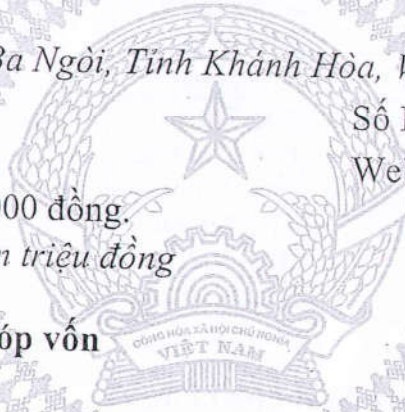 Ba Ngòi, Tỉnh Khánh Hòa,
Số
We
000 đồng.
triệu đồng
óp vốn
CỘNG HÒA XÃ HỘI CHỦ NGHĨA
VIỆT NAM